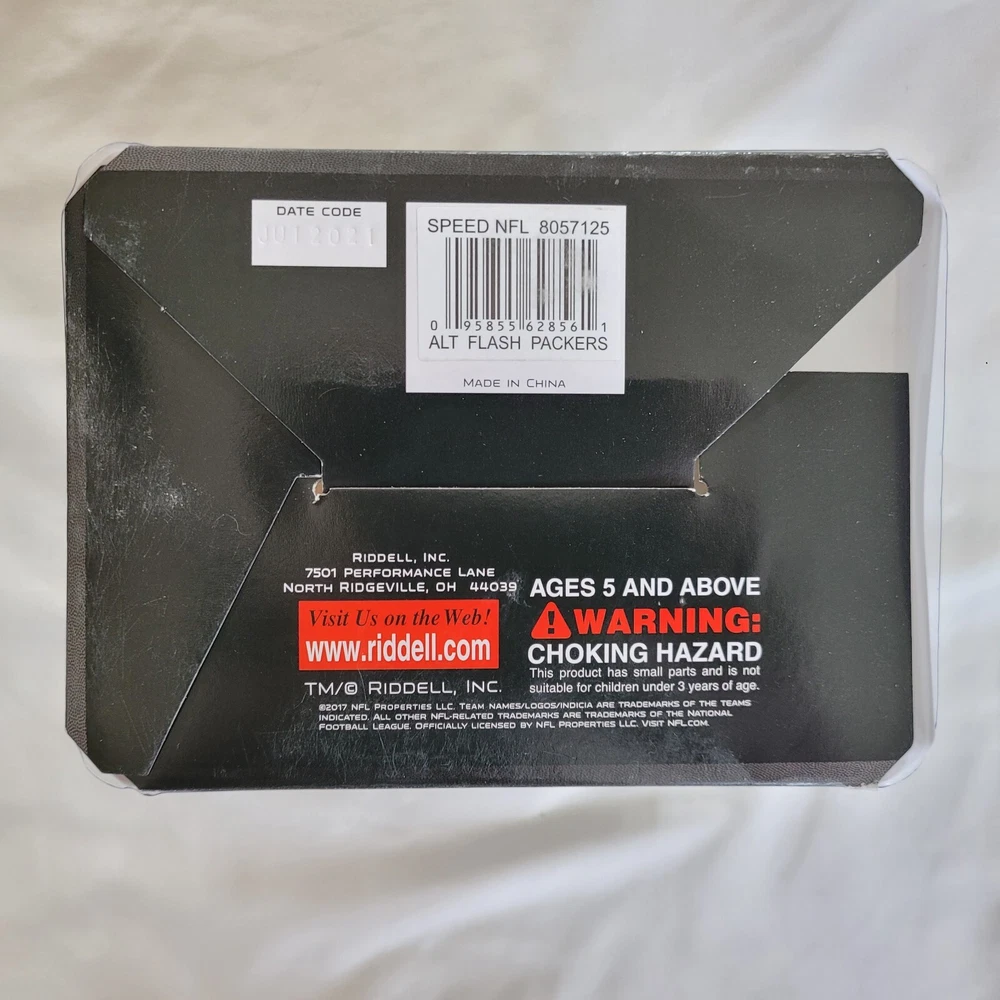 DATE CODE
SPEED NFL 8057125
0 95855 62856 1
ALT FLASH PACKERS
MADE IN CHINA
RIDDELL, INC.
7501 PERFORMANCE LANE
NORTH RIDGEVILLE, OH 44039
Visit Us on the Web!
www.riddell.com
TM/© RIDDELL, INC.
AGES 5 AND ABOVE
WARNING:
CHOKING HAZARD
This product has small parts and is not
suitable for children under 3 years of age.
©2017 NFL PROPERTIES LLC. TEAM NAMES/LOGOS/INDICIA ARE TRADEMARKS OF THE TEAMS
INDICATED. ALL OTHER NFL-RELATED TRADEMARKS ARE TRADEMARKS OF THE NATIONAL
FOOTBALL LEAGUE. OFFICIALLY LICENSED BY NFL PROPERTIES LLC. VISIT NFL.COM.